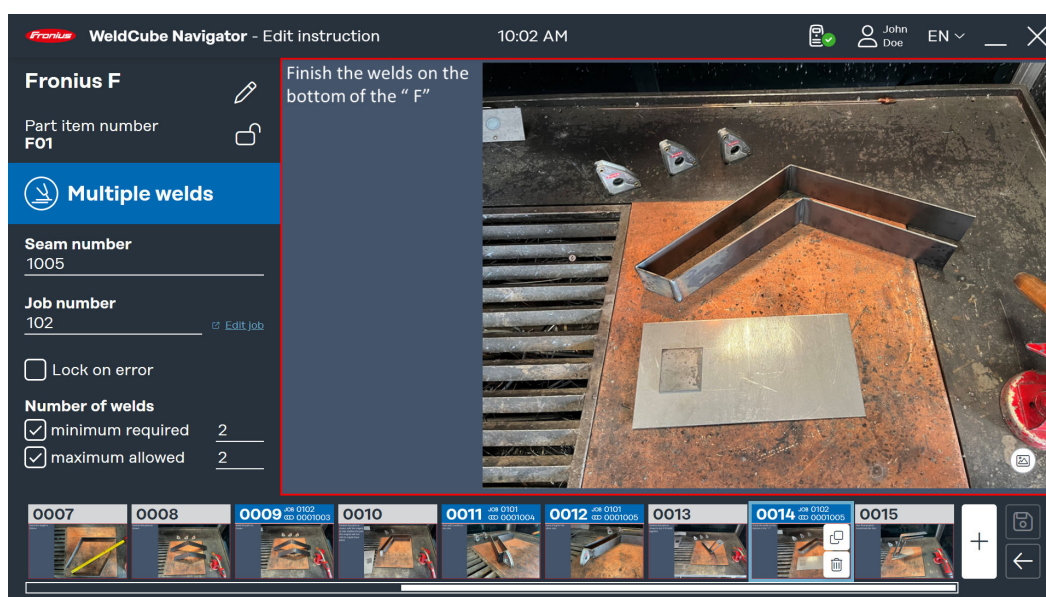 Fronius WeldCube Navigator - Edit instruction
10:02 AM
John
Doe
EN
Fronius F
Part item number
F01
Multiple welds
Seam number
1005
Job number
102
Edit job
Lock on error
Number of welds
minimum required 2
maximum allowed 2
Finish the welds on the
bottom of the “ F”
0007
0008
0009 JOB 0102
0001003
0010
0011 JOB 0101
0001004
0012 JOB 0101
0001005
0013
0014 JOB 0102
0001005
0015